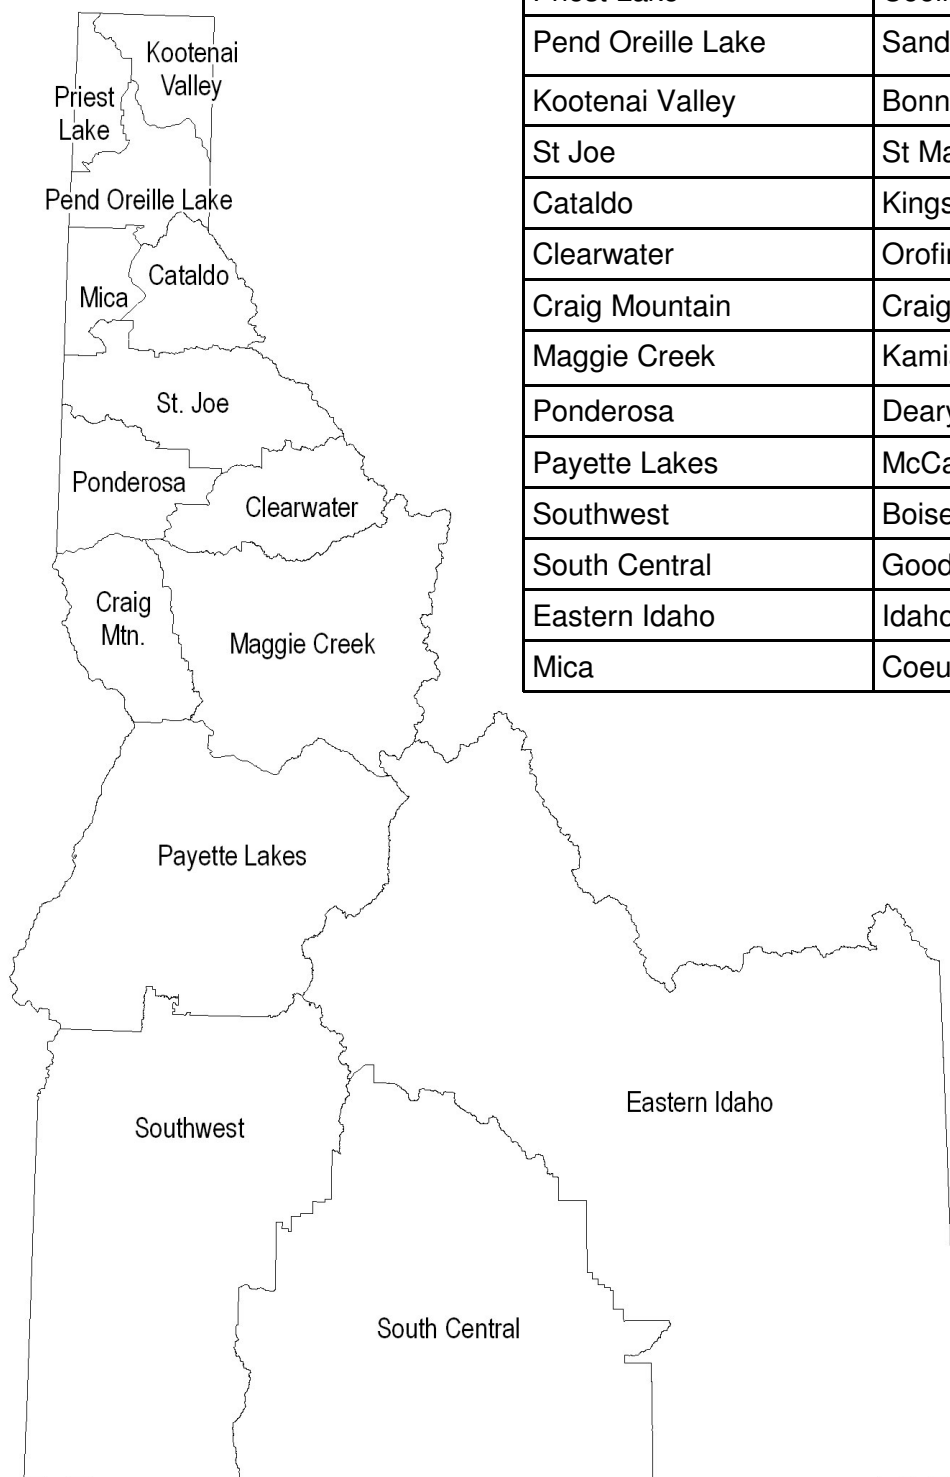 Kootenai
Valley
Priest
Lake
Pend Oreille Lake
Cataldo
Mica
St. Joe
Ponderosa
Clearwater
Craig
Mtn.
Maggie Creek
Payette Lakes
Southwest
Eastern Idaho
South Central
Pend Oreille Lake Sand
Kootenai Valley Bonn
St Joe St Ma
Cataldo Kings
Clearwater
Craig Mountain Craig
Maggie Creek Kami
Ponderosa Deary
Payette Lakes McCa
Southwest Boise
South Central Good
Eastern Idaho Idaho
Mica Coeu